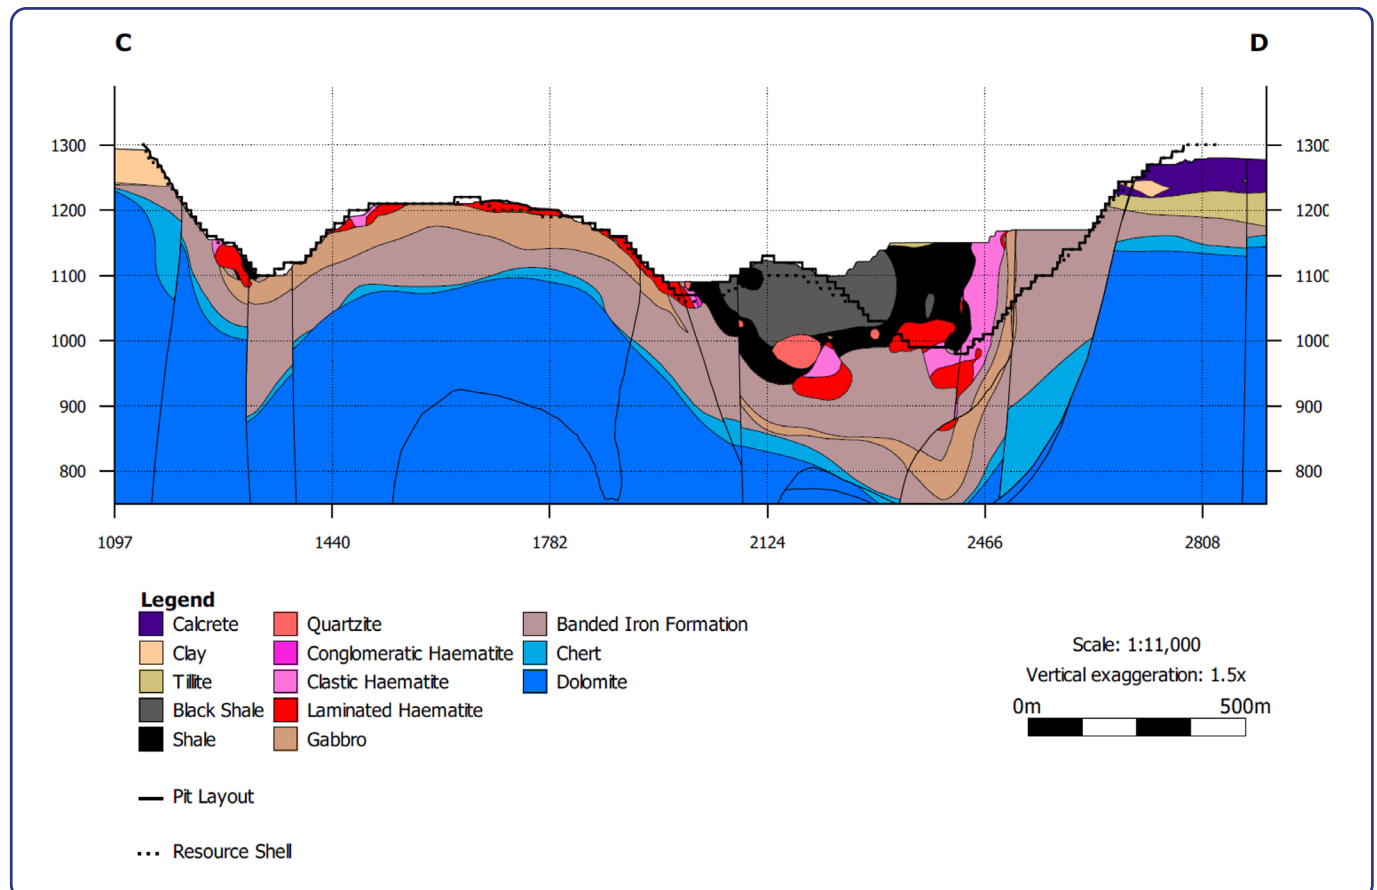 C D
1300 1300
1200 1200
1100 1100
1000 1000
900 900
800 800
1097 1440 1782 2124 2466 2808
Legend
Calcrete Quartzite Banded Iron Formation
Clay Conglomeratic Haematite Chert
Tillite Clastic Haematite Dolomite
Black Shale Laminated Haematite
Shale Gabbro
Pit Layout
Resource Shell
Scale: 1:11,000
Vertical exaggeration: 1.5x
0m 500m